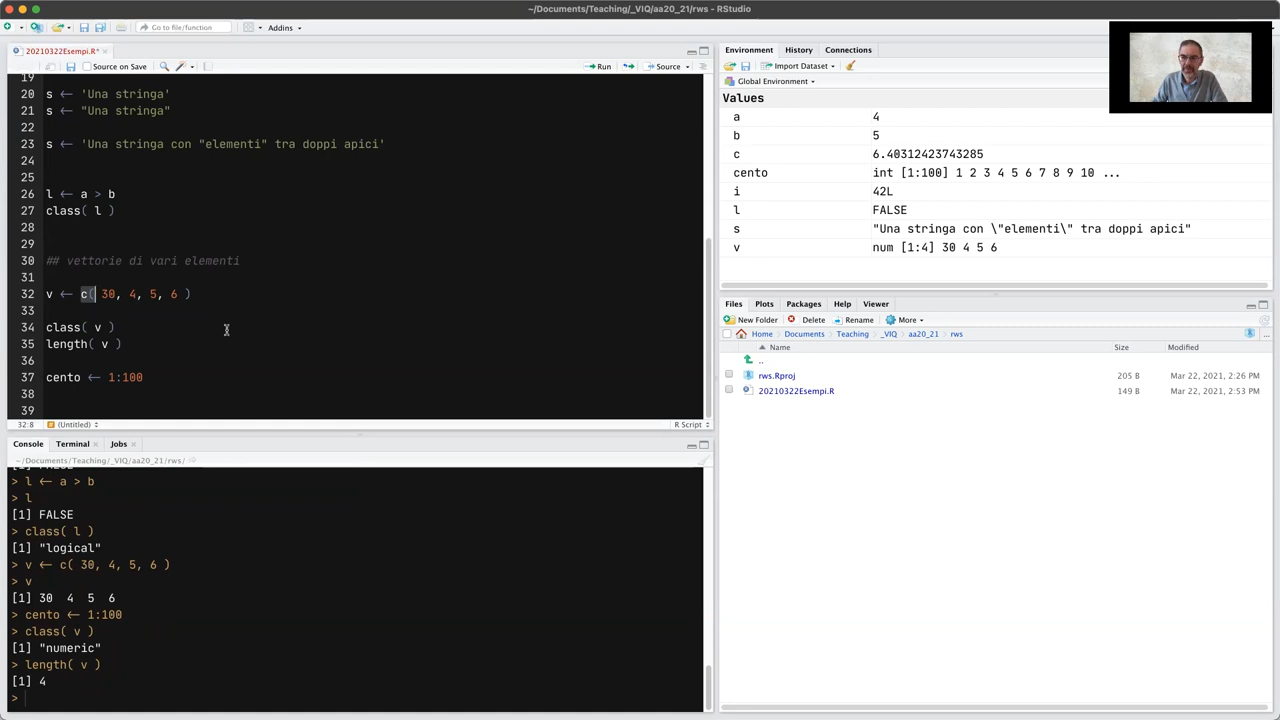 ~/Documents/Teaching/_VIQ/aa20_21/rws - RStudio
Go to file/function
Addins
20210322Esempi.R*
Source on Save
Run
Source
19
20 s ← 'Una stringa'
21 s ← "Una stringa"
22
23 s ← 'Una stringa con "elementi" tra doppi apici'
24
25
26 l ← a > b
27 class( l )
28
29
30 ## vettorie di vari elementi
31
32 v ← c( 30, 4, 5, 6 )
33
34 class( v )
35 length( v )
36
37 cento ← 1:100
38
39
32:8 (Untitled) R Script
Console Terminal Jobs
~/Documents/Teaching/_VIQ/aa20_21/rws/
> l ← a > b
> l
[1] FALSE
> class( l )
[1] "logical"
> v ← c( 30, 4, 5, 6 )
> v
[1] 30  4  5  6
> cento ← 1:100
> class( v )
[1] "numeric"
> length( v )
[1] 4
>
Environment History Connections
Import Dataset
Global Environment
Values
a 4
b 5
c 6.40312423743285
cento int [1:100] 1 2 3 4 5 6 7 8 9 10 ...
i 42L
l FALSE
s "Una stringa con \"elementi\" tra doppi apici"
v num [1:4] 30 4 5 6
Files Plots Packages Help Viewer
New Folder Delete Rename More
Home Documents Teaching _VIQ aa20_21 rws
...
Name Size Modified
..
rws.Rproj 205 B Mar 22, 2021, 2:26 PM
20210322Esempi.R 149 B Mar 22, 2021, 2:53 PM